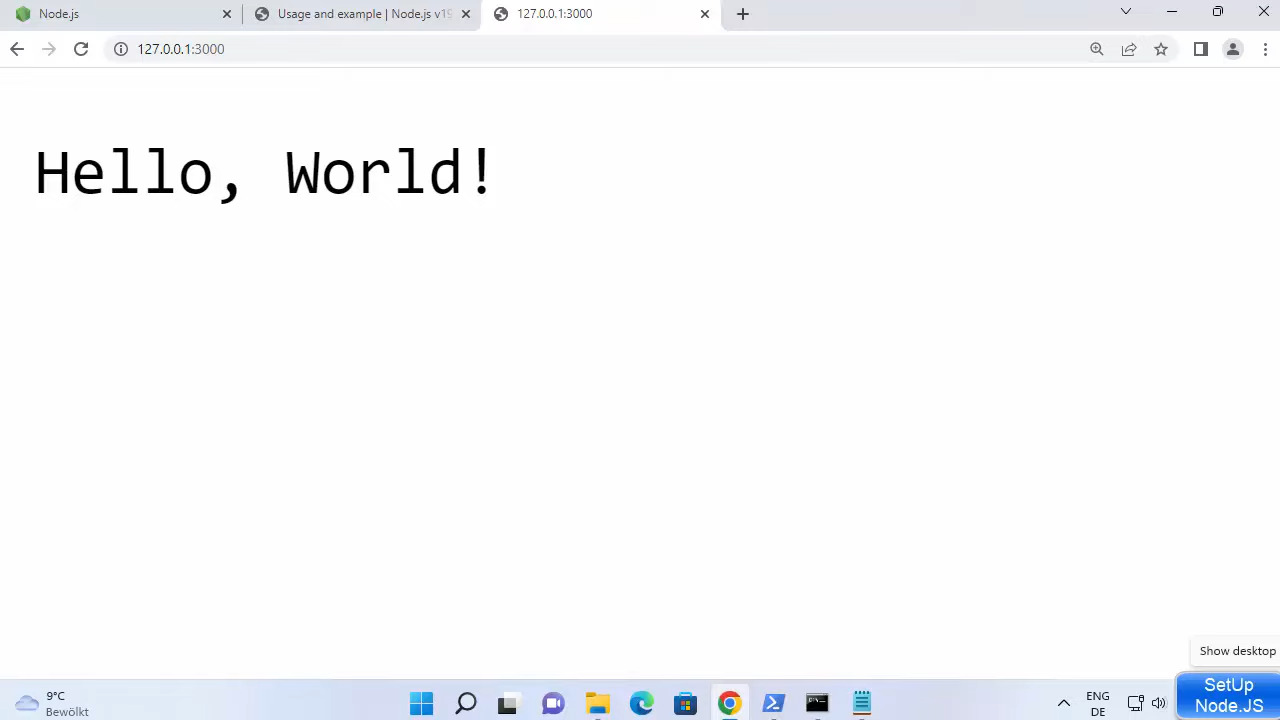 Node.js
Usage and example | Node.js v19
127.0.0.1:3000
127.0.0.1:3000
Hello, World!
Show desktop
9°C
Bewölkt
ENG
DE
SetUp
Node.JS